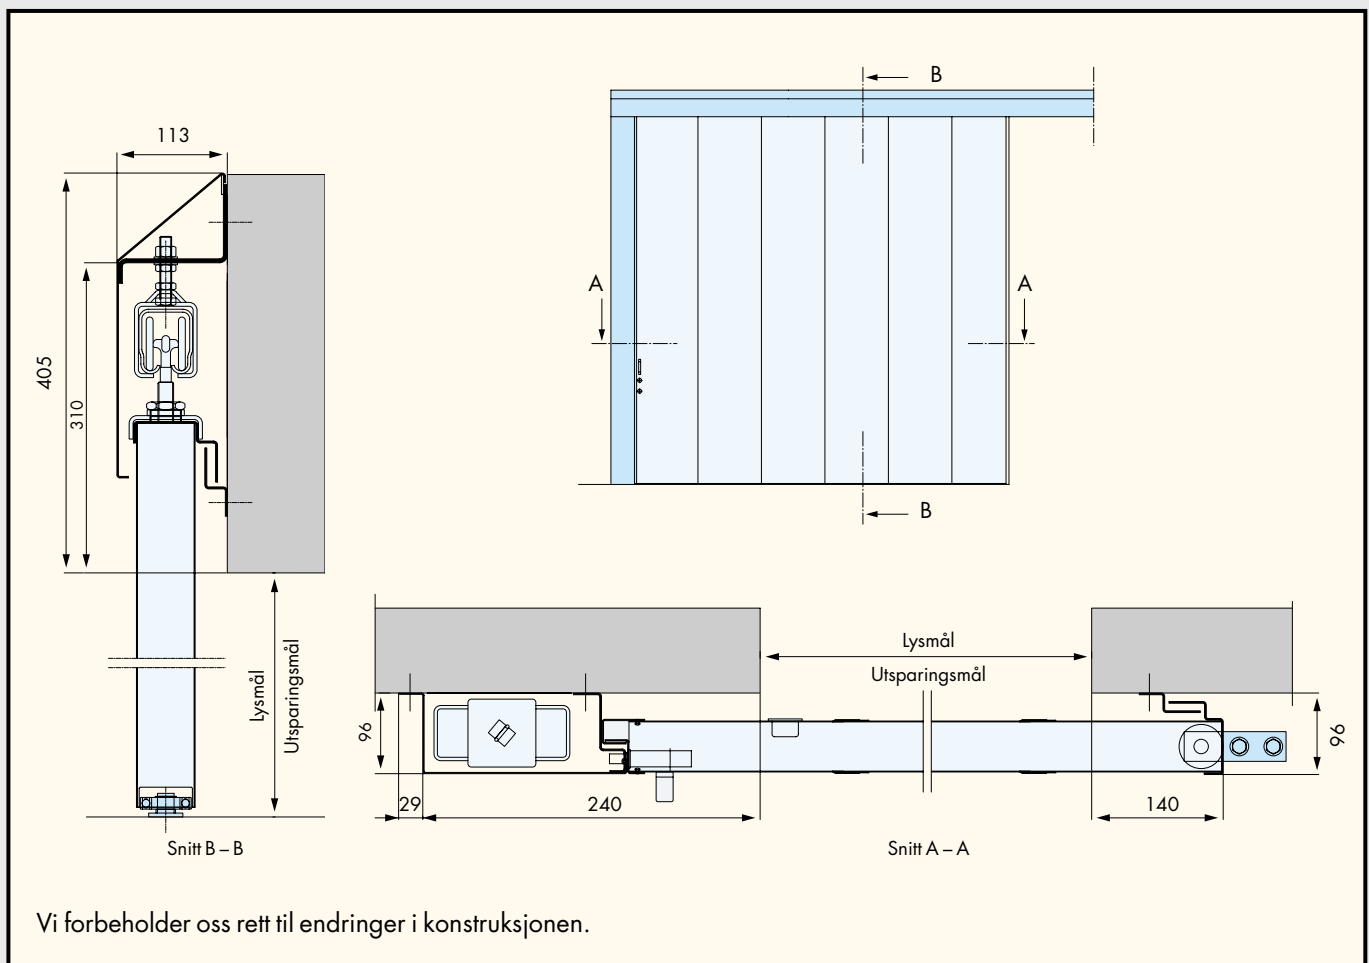 B
113
A
A
405
310
B
Lysmål
Utsparingsmål
Lysmål
Utsparingsmål
96
96
29
240
140
Snitt B – B
Snitt A – A
Vi forbeholder oss rett til endringer i konstruksjonen.